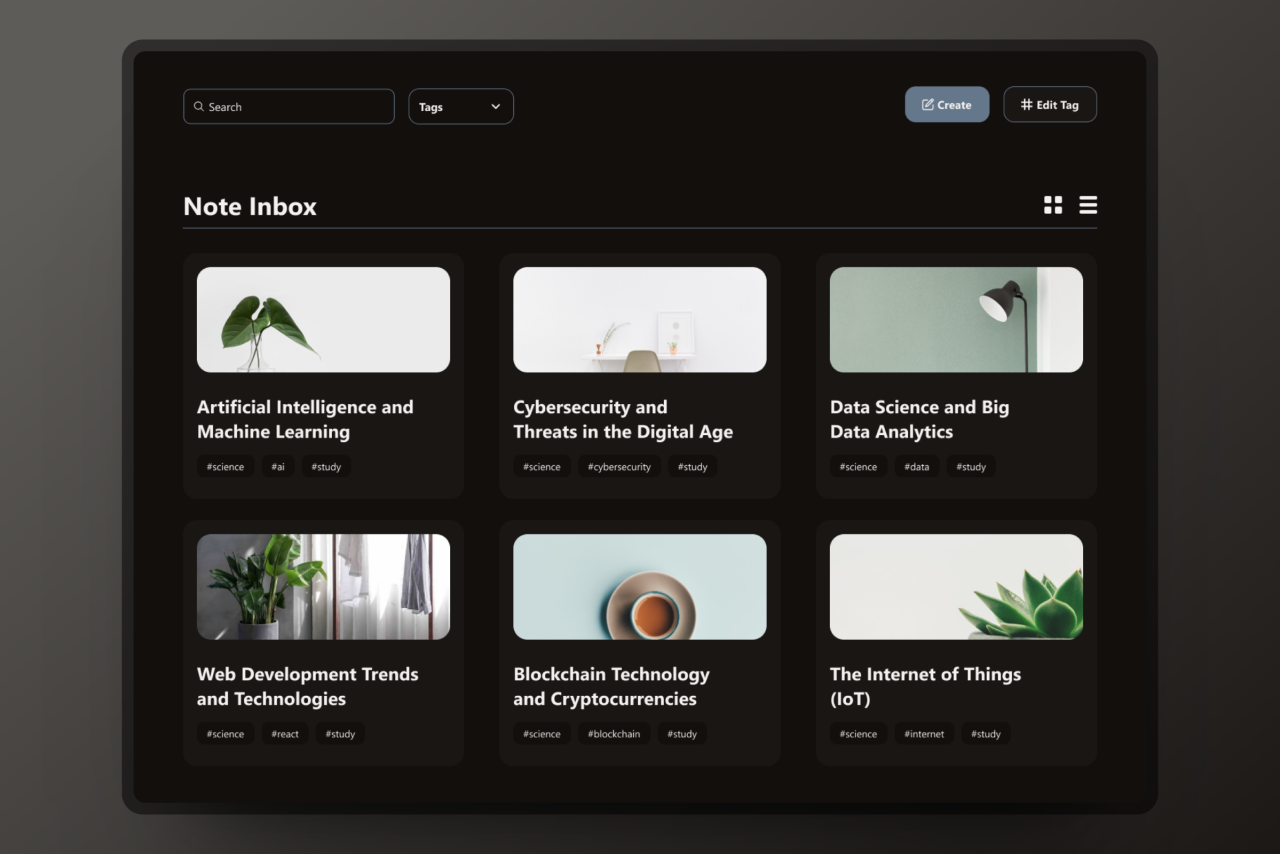 Search
Tags
Create
Edit Tag
Note Inbox
Artificial Intelligence and
Machine Learning
#science #ai #study
Cybersecurity and
Threats in the Digital Age
#science #cybersecurity #study
Data Science and Big
Data Analytics
#science #data #study
Web Development Trends
and Technologies
#science #react #study
Blockchain Technology
and Cryptocurrencies
#science #blockchain #study
The Internet of Things
(IoT)
#science #internet #study